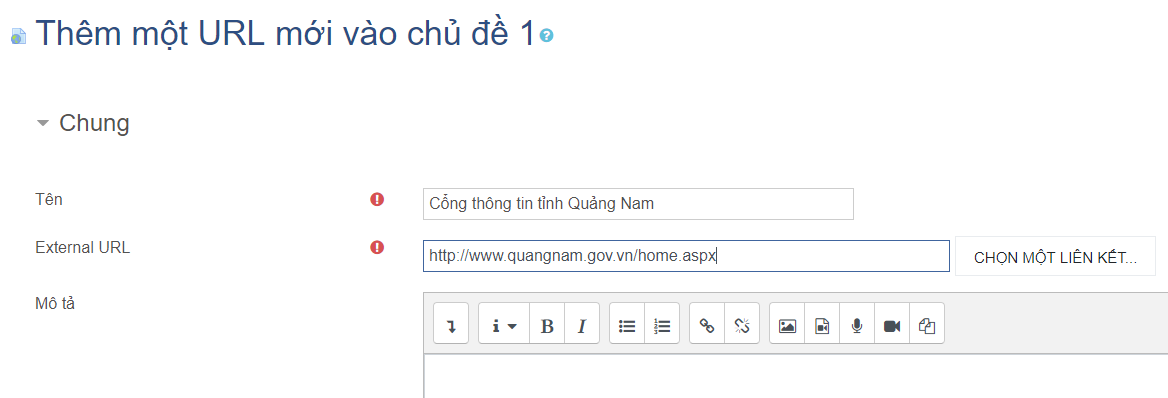 Thêm một URL mới vào chủ đề 1
Chung
Tên
Cổng thông tin tỉnh Quảng Nam
External URL
http://www.quangnam.gov.vn/home.aspx
CHỌN MỘT LIÊN KẾT...
Mô tả